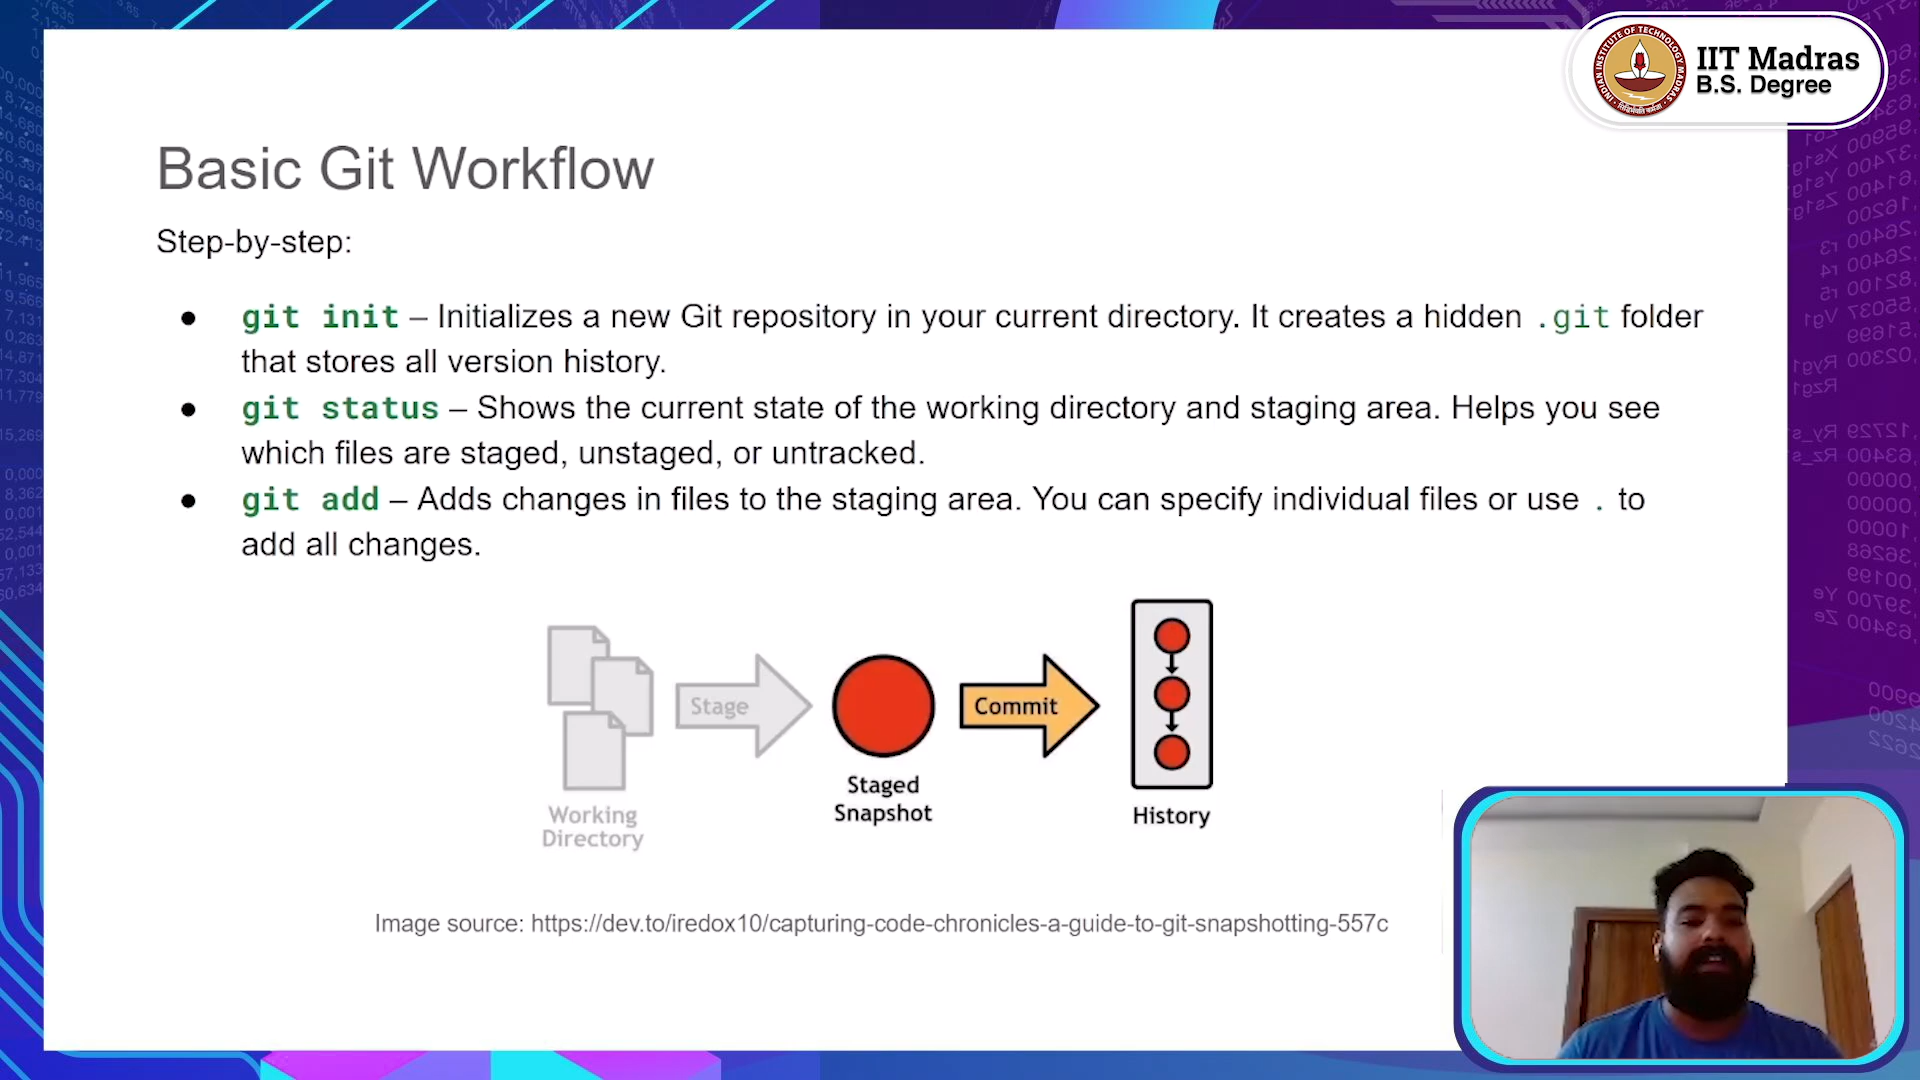 IIT Madras
B.S. Degree
Basic Git Workflow
Step-by-step:
● git init – Initializes a new Git repository in your current directory. It creates a hidden .git folder
that stores all version history.
● git status – Shows the current state of the working directory and staging area. Helps you see
which files are staged, unstaged, or untracked.
● git add – Adds changes in files to the staging area. You can specify individual files or use . to
add all changes.
Stage
Commit
Staged
Snapshot
Working
Directory
History
Image source: https://dev.to/iredox10/capturing-code-chronicles-a-guide-to-git-snapshotting-557c